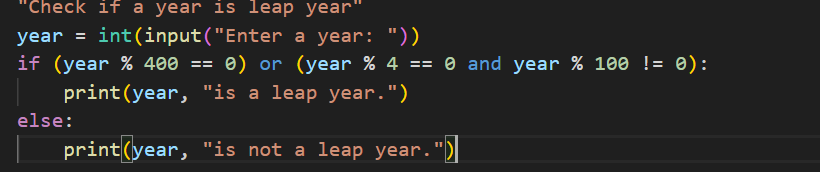 "Check if a year is leap year"
year = int(input("Enter a year: "))
if (year % 400 == 0) or (year % 4 == 0 and year % 100 != 0):
    print(year, "is a leap year.")
else:
    print(year, "is not a leap year.")